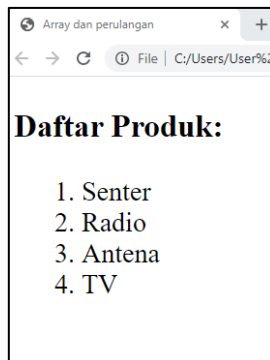 Array dan perulangan
File | C:/Users/User%2
Daftar Produk:
1. Senter
2. Radio
3. Antena
4. TV